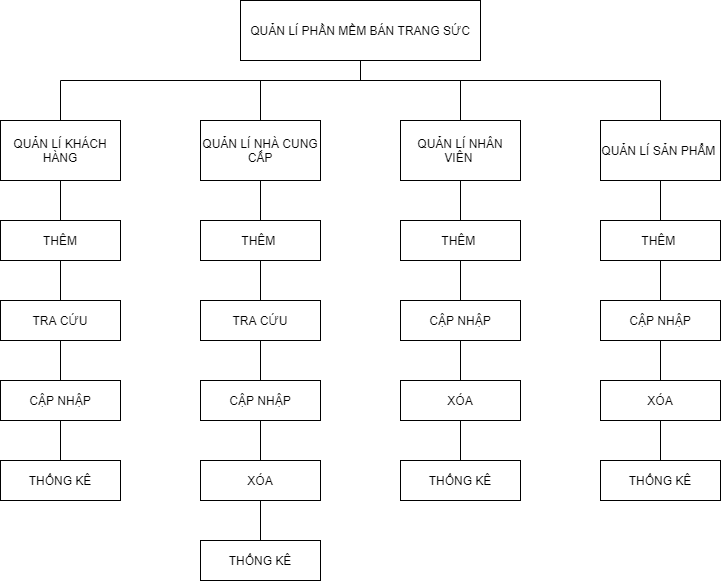 QUẢN LÍ PHẦN MỀM BÁN TRANG SỨC
QUẢN LÍ KHÁCH
HÀNG
QUẢN LÍ NHÀ CUNG
CẤP
QUẢN LÍ NHÂN
VIÊN
QUẢN LÍ SẢN PHẨM
THÊM
THÊM
THÊM
THÊM
TRA CỨU
TRA CỨU
CẬP NHẬP
CẬP NHẬP
CẬP NHẬP
CẬP NHẬP
XÓA
XÓA
THỐNG KÊ
XÓA
THỐNG KÊ
THỐNG KÊ
THỐNG KÊ